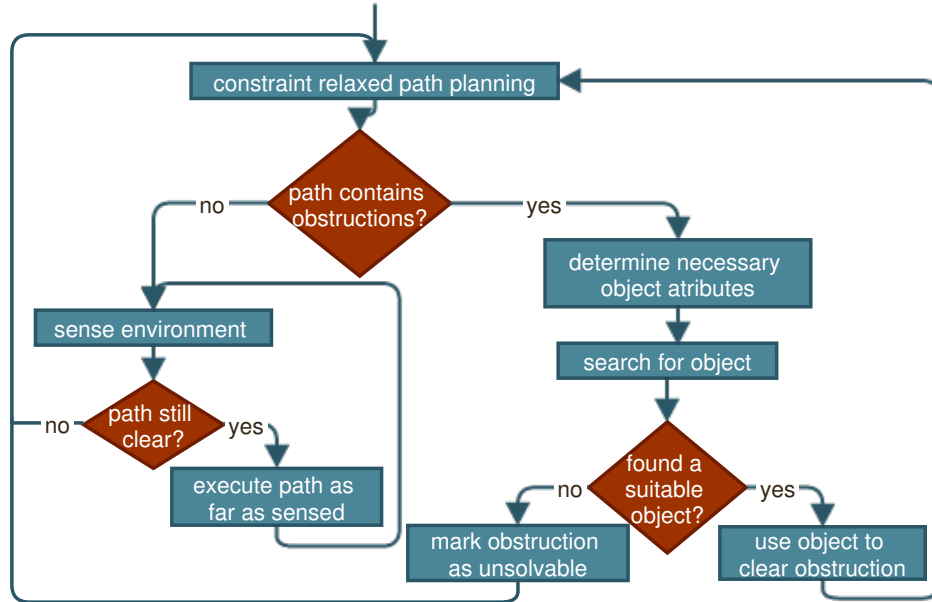 constraint relaxed path planning
path contains
obstructions?
no
yes
determine necessary
object atributes
sense environment
search for object
path still
clear?
no
yes
execute path as
far as sensed
found a
suitable
object?
no
yes
mark obstruction
as unsolvable
use object to
clear obstruction